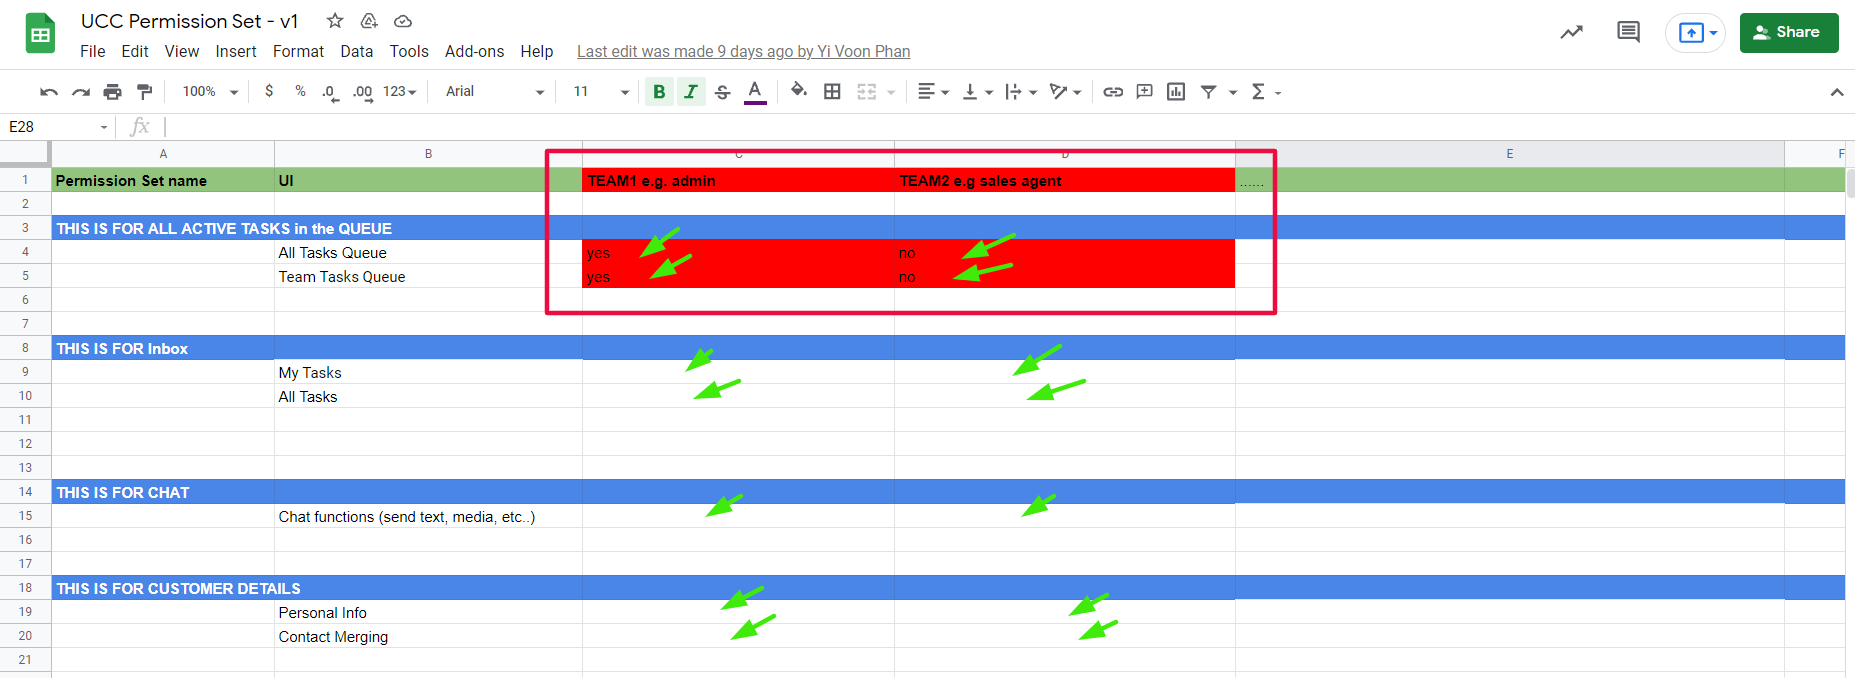 UCC Permission Set - v1
File Edit View Insert Format Data Tools Add-ons Help Last edit was made 9 days ago by Yi Voon Phan
Share
100% $ % .0 .00 123 Arial 11 B I S A Σ
E28 fx
A B C D E F
1 Permission Set name UI TEAM1 e.g. admin TEAM2 e.g sales agent ......
2
3 THIS IS FOR ALL ACTIVE TASKS in the QUEUE
4 All Tasks Queue yes no
5 Team Tasks Queue yes no
6
7
8 THIS IS FOR Inbox
9 My Tasks
10 All Tasks
11
12
13
14 THIS IS FOR CHAT
15 Chat functions (send text, media, etc..)
16
17
18 THIS IS FOR CUSTOMER DETAILS
19 Personal Info
20 Contact Merging
21